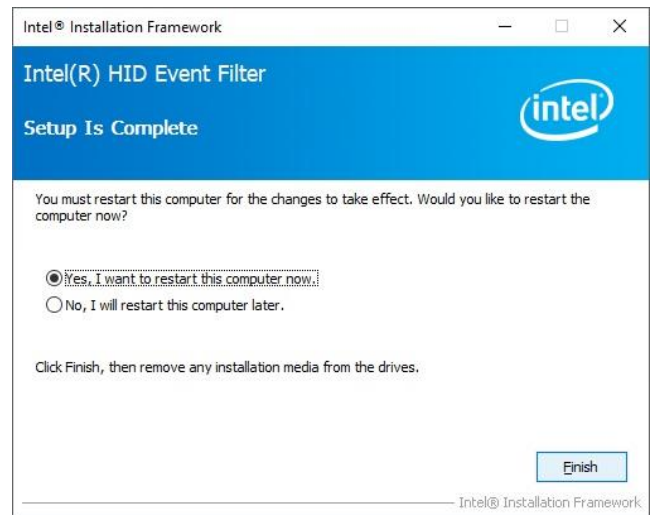 Intel® Installation Framework
Intel(R) HID Event Filter
intel
Setup Is Complete
You must restart this computer for the changes to take effect. Would you like to restart the
computer now?
Yes, I want to restart this computer now.
No, I will restart this computer later.
Click Finish, then remove any installation media from the drives.
Finish
Intel® Installation Framework